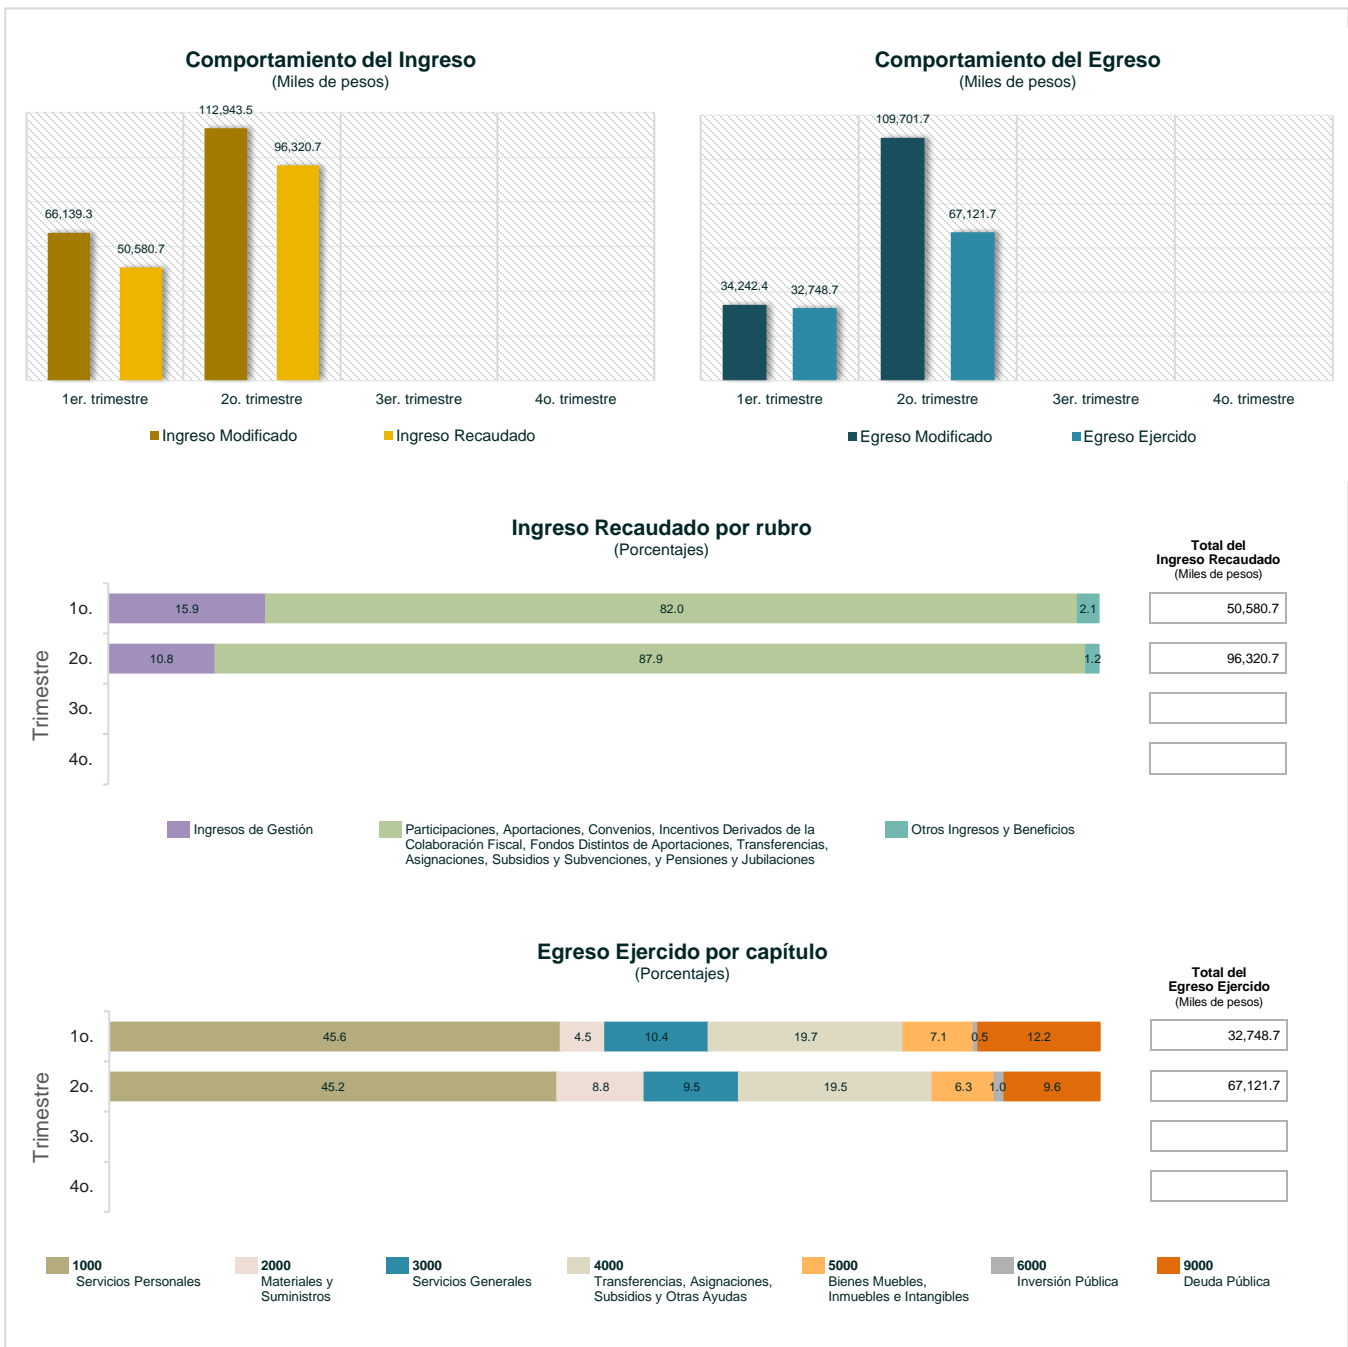 Comportamiento del Ingreso
(Miles de pesos)
112,943.5
96,320.7
66,139.3
50,580.7
1er. trimestre
2o. trimestre
3er. trimestre
4o. trimestre
Ingreso Modificado
Ingreso Recaudado
Comportamiento del Egreso
(Miles de pesos)
109,701.7
67,121.7
34,242.4
32,748.7
1er. trimestre
2o. trimestre
3er. trimestre
4o. trimestre
Egreso Modificado
Egreso Ejercido
Ingreso Recaudado por rubro
(Porcentajes)
Total del
Ingreso Recaudado
(Miles de pesos)
Trimestre
1o.
15.9
82.0
2.1
50,580.7
2o.
10.8
87.9
1.2
96,320.7
3o.
4o.
Ingresos de Gestión
Participaciones, Aportaciones, Convenios, Incentivos Derivados de la
Colaboración Fiscal, Fondos Distintos de Aportaciones, Transferencias,
Asignaciones, Subsidios y Subvenciones, y Pensiones y Jubilaciones
Otros Ingresos y Beneficios
Egreso Ejercido por capítulo
(Porcentajes)
Total del
Egreso Ejercido
(Miles de pesos)
Trimestre
1o.
45.6
4.5
10.4
19.7
7.1
0.5
12.2
32,748.7
2o.
45.2
8.8
9.5
19.5
6.3
1.0
9.6
67,121.7
3o.
4o.
1000
Servicios Personales
2000
Materiales y
Suministros
3000
Servicios Generales
4000
Transferencias, Asignaciones,
Subsidios y Otras Ayudas
5000
Bienes Muebles,
Inmuebles e Intangibles
6000
Inversión Pública
9000
Deuda Pública